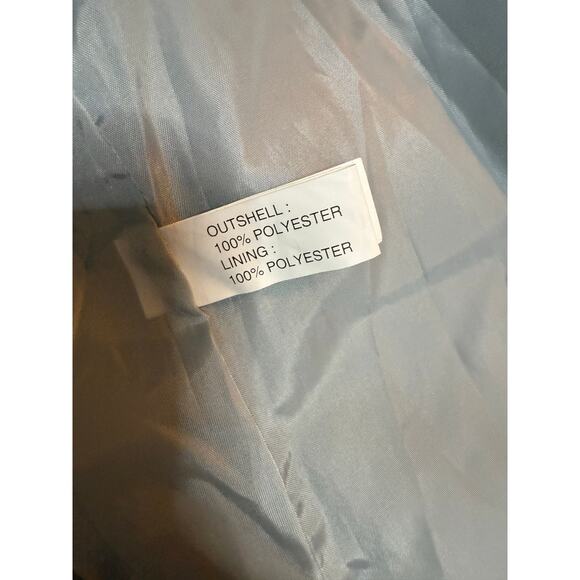 OUTSHELL :
100% POLYESTER
LINING :
100% POLYESTER